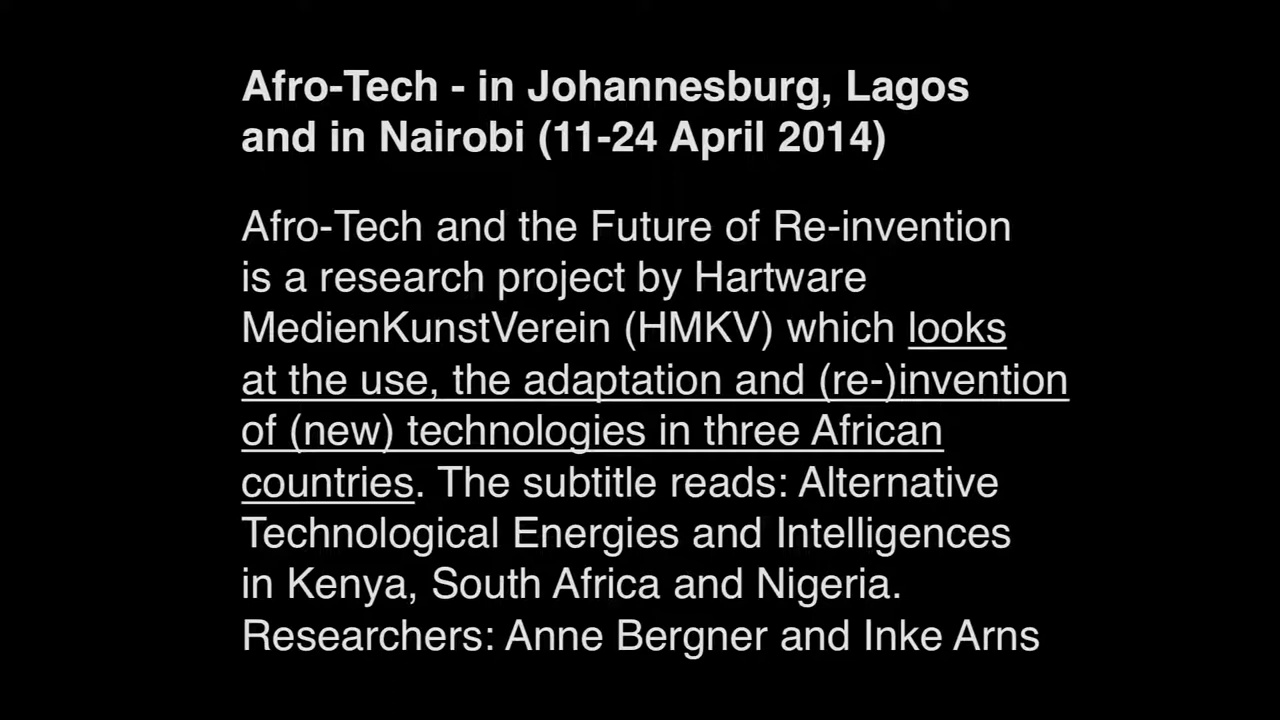 Afro-Tech - in Johannesburg, Lagos
and in Nairobi (11-24 April 2014)
Afro-Tech and the Future of Re-invention
is a research project by Hartware
MedienKunstVerein (HMKV) which looks
at the use, the adaptation and (re-)invention
of (new) technologies in three African
countries. The subtitle reads: Alternative
Technological Energies and Intelligences
in Kenya, South Africa and Nigeria.
Researchers: Anne Bergner and Inke Arns